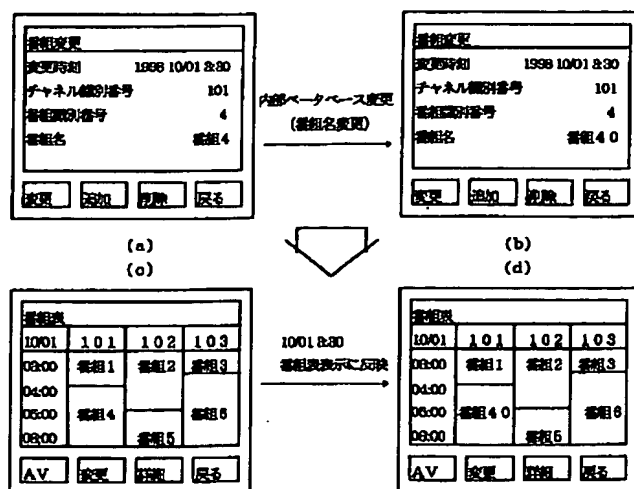 番組変更
変更時刻 1998 10/01 3:30
チャネル識別番号 101
番組識別番号 4
番組名 番組4
変更 追加 削除 戻る
(a)
内部ベータベース変更
(番組名変更)
番組変更
変更時刻 1998 10/01 3:30
チャネル識別番号 101
番組識別番号 4
番組名 番組40
変更 追加 削除 戻る
(b)
(c)
番組表
10/01 101 102 103
03:00 番組1 番組2 番組3
04:00
05:00 番組4 番組6
06:00 番組5
AV 変更 詳細 戻る
10/01 3:30
番組表表示に反映
(d)
番組表
10/01 101 102 103
03:00 番組1 番組2 番組3
04:00
05:00 番組40 番組6
06:00 番組5
AV 変更 詳細 戻る